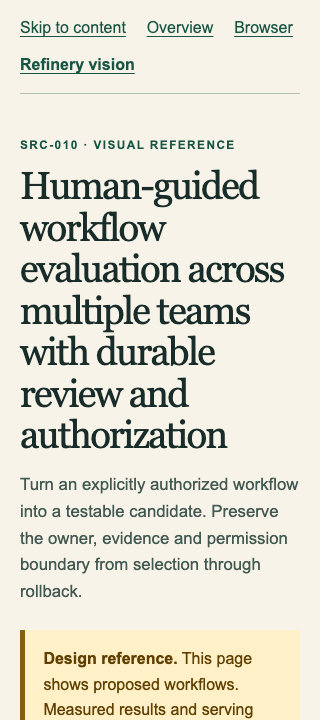 Skip to content Overview Browser
Refinery vision
SRC-010 · VISUAL REFERENCE
Human-guided
workflow
evaluation across
multiple teams
with durable
review and
authorization
Turn an explicitly authorized workflow
into a testable candidate. Preserve
the owner, evidence and permission
boundary from selection through
rollback.
Design reference. This page
shows proposed workflows.
Measured results and serving